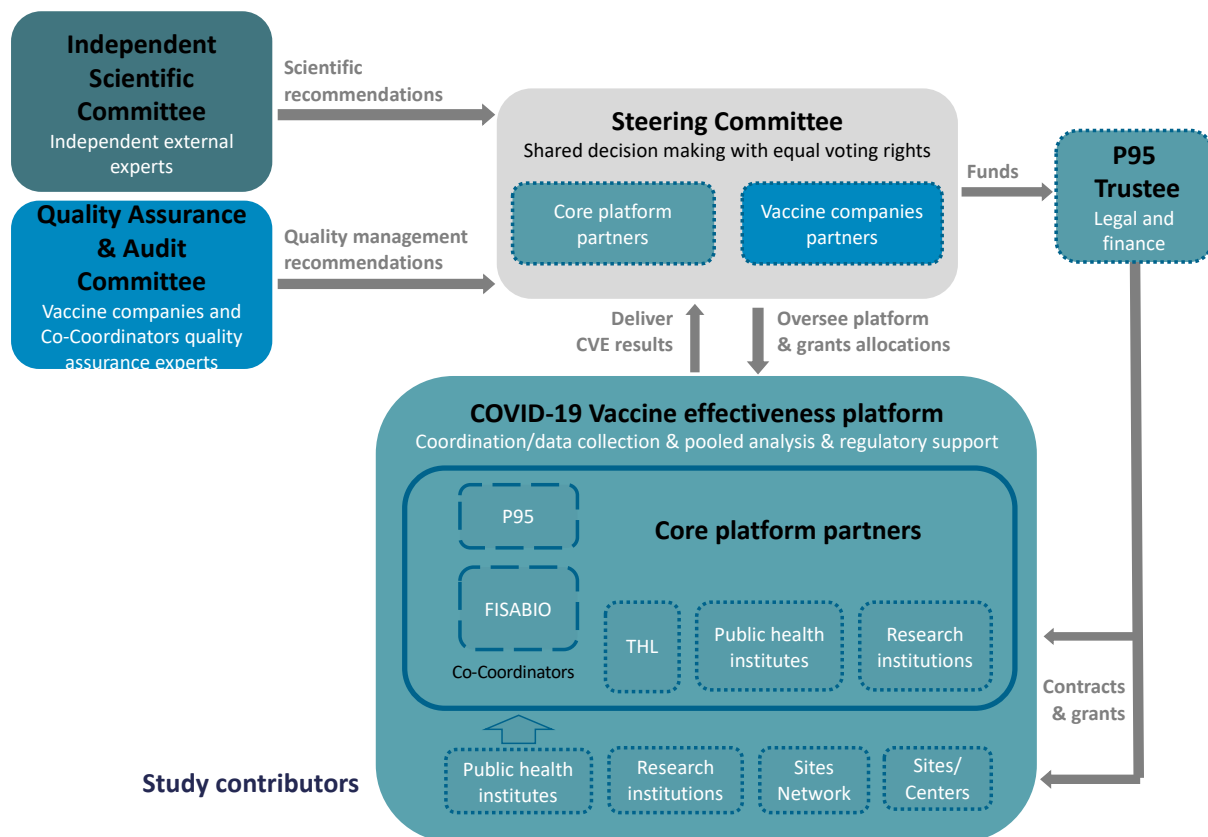 Independent
Scientific
Committee
Independent external
experts
Scientific
recommendations
Quality Assurance
& Audit
Committee
Vaccine companies and
Co-Coordinators quality
assurance experts
Quality management
recommendations
Steering Committee
Shared decision making with equal voting rights
Core platform
partners
Vaccine companies
partners
Funds
P95
Trustee
Legal and
finance
Deliver
CVE results
Oversee platform
& grants allocations
COVID-19 Vaccine effectiveness platform
Coordination/data collection & pooled analysis & regulatory support
P95
FISABIO
Co-Coordinators
Core platform partners
THL
Public health
institutes
Research
institutions
Contracts
& grants
Study contributors
Public health
institutes
Research
institutions
Sites
Network
Sites/
Centers